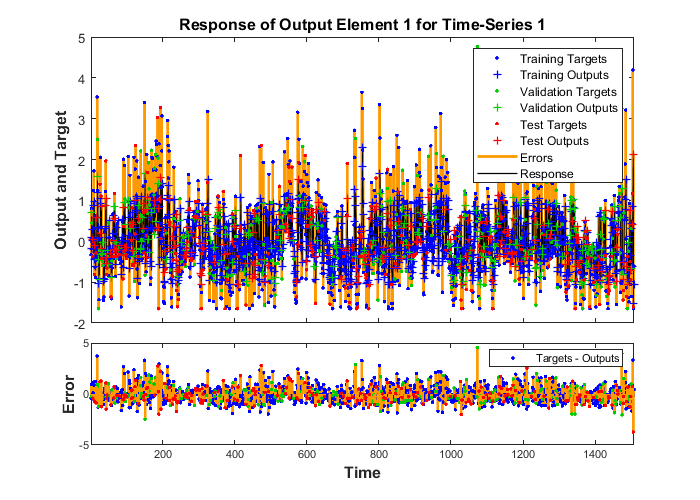 Response of Output Element 1 for Time-Series 1
Output and Target
5
4
3
2
1
0
-1
-2
Training Targets
Training Outputs
Validation Targets
Validation Outputs
Test Targets
Test Outputs
Errors
Response
Error
5
0
-5
Targets - Outputs
200
400
600
800
1000
1200
1400
Time